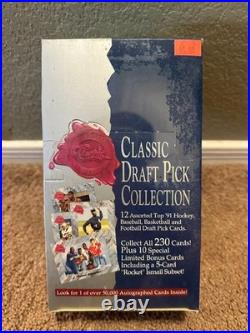 CLASSIC
DRAFT PICK
COLLECTION
12 Assorted Top '91 Hockey,
Baseball, Basketball and
Football Draft Pick Cards.
Collect All 230 Cards!
Plus 10 Special
Limited Bonus Cards
Including a 5-Card
"Rocket" Ismail Subset!
Look for 1 of over 50,000 Autographed Cards Inside!